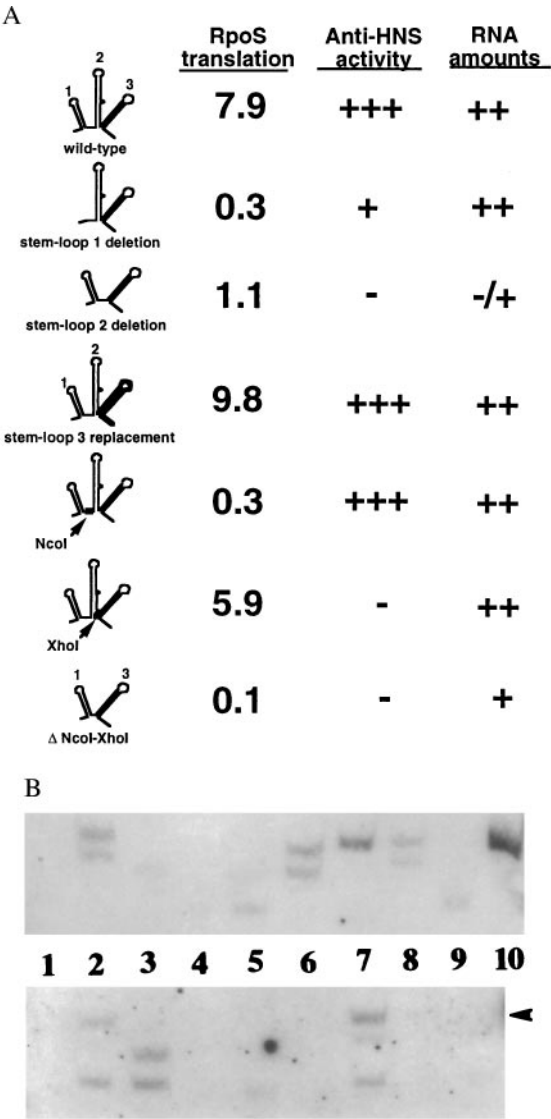 A
RpoS translation
Anti-HNS activity
RNA amounts
1 2 3
wild-type
7.9 +++ ++
stem-loop 1 deletion
0.3 + ++
stem-loop 2 deletion
1.1 - -/+
1 2
stem-loop 3 replacement
9.8 +++ ++
NcoI
0.3 +++ ++
XhoI
5.9 - ++
1 3
Δ NcoI-XhoI
0.1 - +
B
1 2 3 4 5 6 7 8 9 10